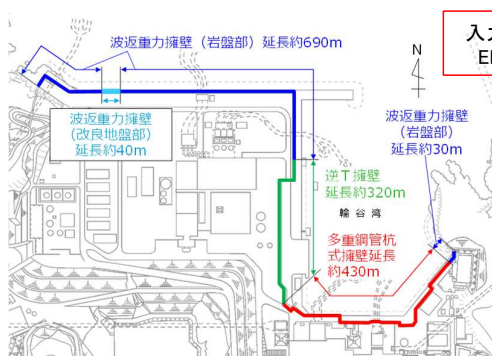 波返重力擁壁（岩盤部）延長約690m
入
E
N
波返重力擁壁
（改良地盤部）
延長約40m
波返重力擁壁
（岩盤部）
延長約30m
逆T擁壁
延長約320m
輪谷湾
多重鋼管杭
式擁壁延長
約430m